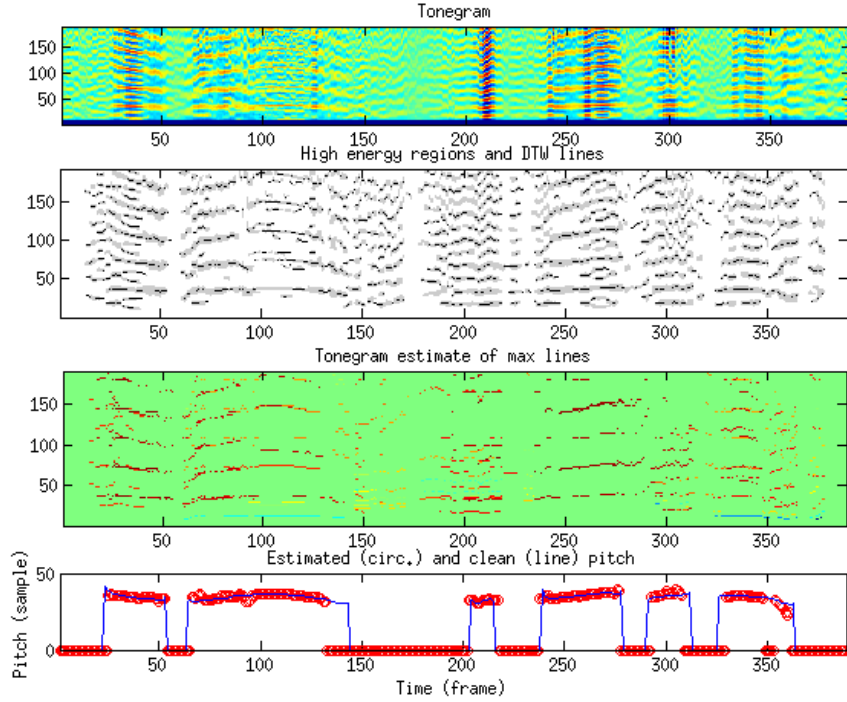 Tonegram
150
100
50
50 100 150 200 250 300 350
High energy regions and DTW lines
150
100
50
50 100 150 200 250 300 350
Tonegram estimate of max lines
150
100
50
50 100 150 200 250 300 350
Estimated (circ.) and clean (line) pitch
50
0
Pitch (sample)
50 100 150 200 250 300 350
Time (frame)